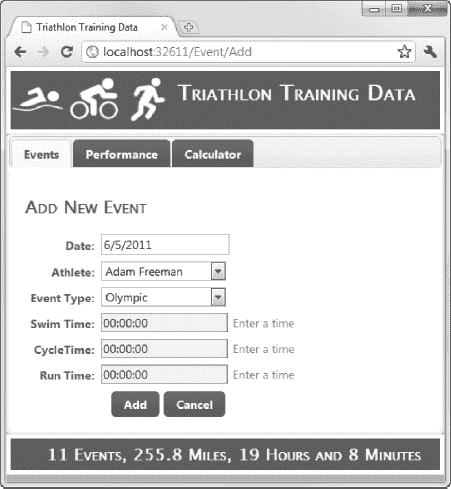 Triathlon Training Data
localhost:32611/Event/Add
Triathlon Training Data
Events Performance Calculator
Add New Event
Date: 6/5/2011
Athlete: Adam Freeman
Event Type: Olympic
Swim Time: 00:00:00 Enter a time
CycleTime: 00:00:00 Enter a time
Run Time: 00:00:00 Enter a time
Add Cancel
11 Events, 255.8 Miles, 19 Hours and 8 Minutes